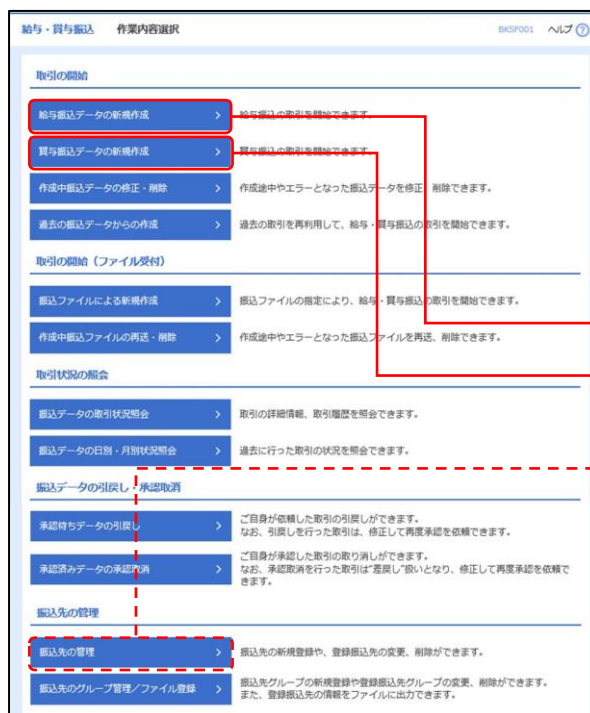 給与・賞与振込 作業内容選択 BKSF001 ヘルプ ?
取引の開始
給与振込データの新規作成 > 給与振込の取引を開始できます。
賞与振込データの新規作成 > 賞与振込の取引を開始できます。
作成中振込データの修正・削除 > 作成途中やエラーとなった振込データを修正、削除できます。
過去の振込データからの作成 > 過去の取引を再利用して、給与・賞与振込の取引を開始できます。
取引の開始（ファイル受付）
振込ファイルによる新規作成 > 振込ファイルの指定により、給与・賞与振込の取引を開始できます。
作成中振込ファイルの再送・削除 > 作成途中やエラーとなった振込ファイルを再送、削除できます。
取引状況の照会
振込データの取引状況照会 > 取引の詳細情報、取引履歴を照会できます。
振込データの日別・月別状況照会 > 過去に行った取引の状況を照会できます。
振込データの引戻し・承認取消
承認待ちデータの引戻し > ご自身が依頼した取引の引戻しができます。
なお、引戻しを行った取引は、修正して再度承認を依頼できます。
承認済みデータの承認取消 > ご自身が承認した取引の取り消しができます。
なお、承認取消を行った取引は"差戻し"扱いとなり、修正して再度承認を依頼で
きます。
振込先の管理
振込先の管理 > 振込先の新規登録や、登録振込先の変更、削除ができます。
振込先のグループ管理／ファイル登録 > 振込先グループの新規登録や登録振込先グループの変更、削除ができます。
また、登録振込先の情報をファイルに出力できます。